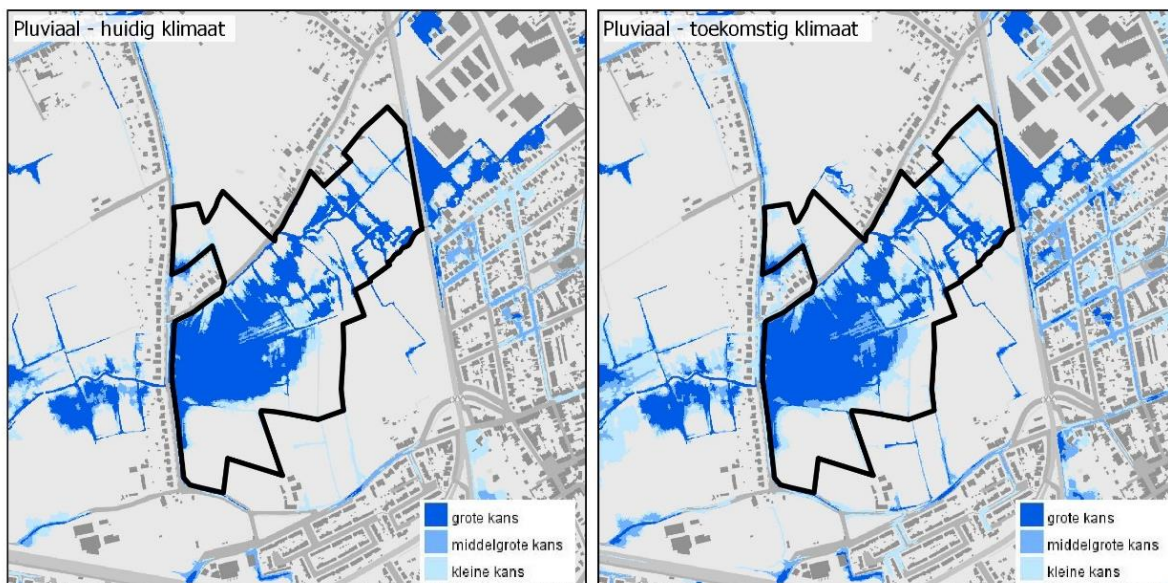 Pluviaal - huidig klimaat
grote kans
middelgrote kans
kleine kans
Pluviaal - toekomstig klimaat
grote kans
middelgrote kans
kleine kans